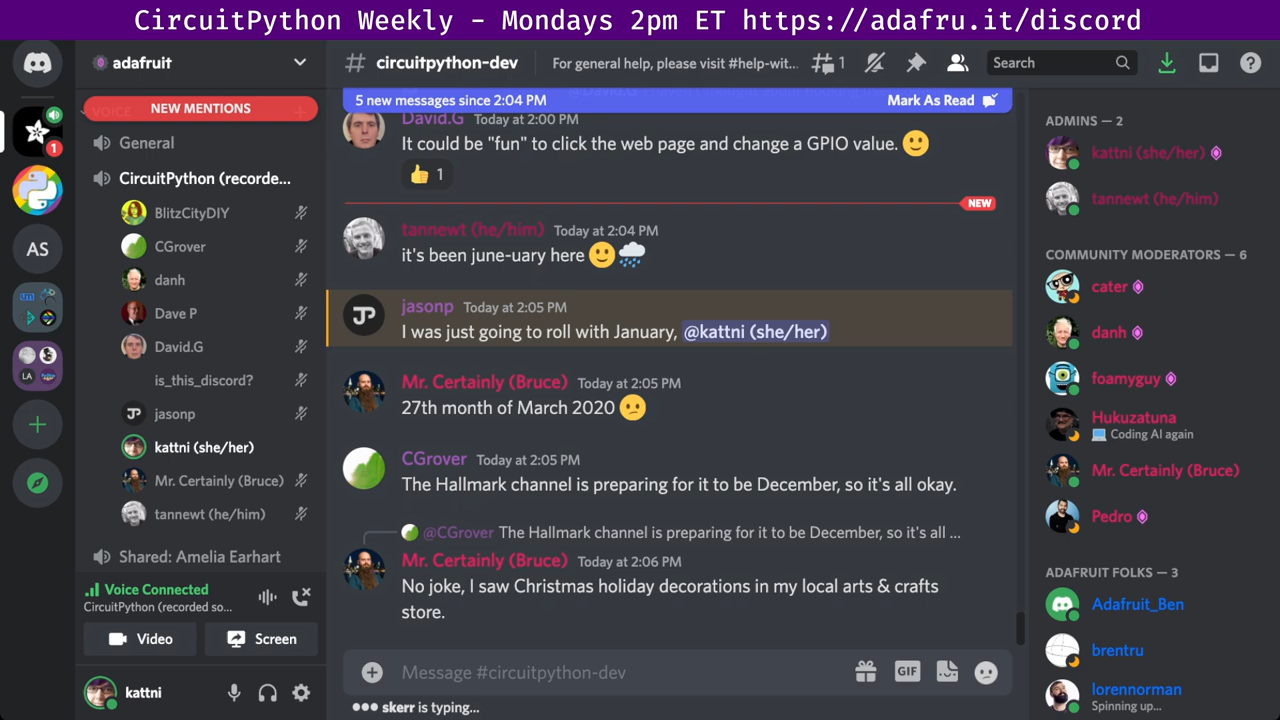 CircuitPython Weekly – Mondays 2pm ET https://adafru.it/discord
adafruit
NEW MENTIONS
General
CircuitPython (recorde...
BlitzCityDIY
CGrover
danh
Dave P
David.G
is_this_discord?
jasonp
kattni (she/her)
Mr. Certainly (Bruce)
tannewt (he/him)
Shared: Amelia Earhart
Voice Connected
CircuitPython (recorded so...
Video
Screen
kattni
1
AS
LA
# circuitpython-dev
For general help, please visit #help-wit...
1
Search
5 new messages since 2:04 PM
Mark As Read
David.G Today at 2:00 PM
It could be "fun" to click the web page and change a GPIO value.
1
NEW
tannewt (he/him) Today at 2:04 PM
it's been june-uary here
JP
jasonp Today at 2:05 PM
I was just going to roll with January, @kattni (she/her)
Mr. Certainly (Bruce) Today at 2:05 PM
27th month of March 2020
CGrover Today at 2:05 PM
The Hallmark channel is preparing for it to be December, so it's all okay.
@CGrover The Hallmark channel is preparing for it to be December, so it's all ...
Mr. Certainly (Bruce) Today at 2:06 PM
No joke, I saw Christmas holiday decorations in my local arts & crafts
store.
Message #circuitpython-dev
GIF
skerr is typing...
ADMINS — 2
kattni (she/her)
tannewt (he/him)
COMMUNITY MODERATORS — 6
cater
danh
foamyguy
Hukuzatuna
Coding AI again
Mr. Certainly (Bruce)
Pedro
ADAFRUIT FOLKS — 3
Adafruit_Ben
brentru
lorennorman
Spinning up...